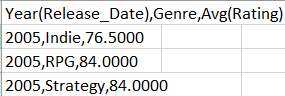 Year(Release_Date),Genre,Avg(Rating)
2005,Indie,76.5000
2005,RPG,84.0000
2005,Strategy,84.0000